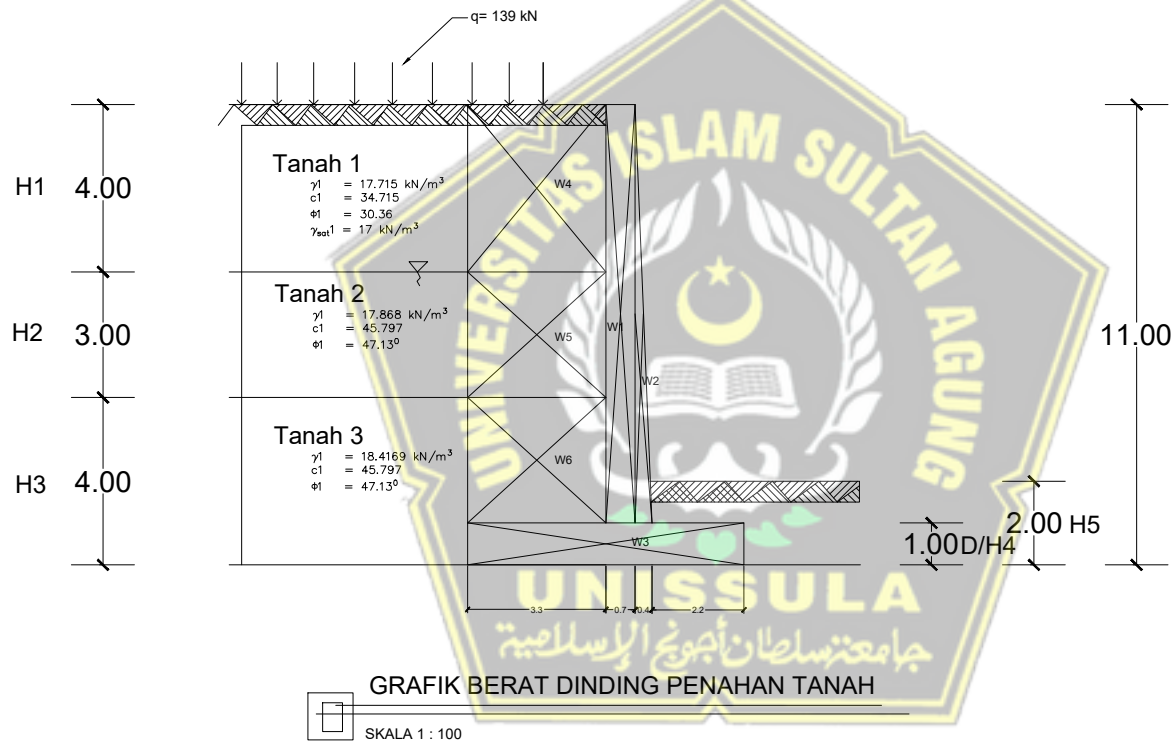 q= 139 kN
Tanah 1
γ1 = 17.715 kN/m³
c1 = 34.715
φ1 = 30.36
γsat1 = 17 kN/m³
H1 4.00
W4
Tanah 2
γ1 = 17.868 kN/m³
c1 = 45.797
φ1 = 47.13⁰
H2 3.00
W5
W1
11.00
W2
Tanah 3
γ1 = 18.4169 kN/m³
c1 = 45.797
φ1 = 47.13⁰
H3 4.00
W6
W3
2.00 H5
1.00 D/H4
3.3 0.7 0.4 2.2
UNIVERSITAS ISLAM SULTAN AGUNG
UNISSULA
جامعتسلطان أجونج الإسلامية
GRAFIK BERAT DINDING PENAHAN TANAH
SKALA 1 : 100